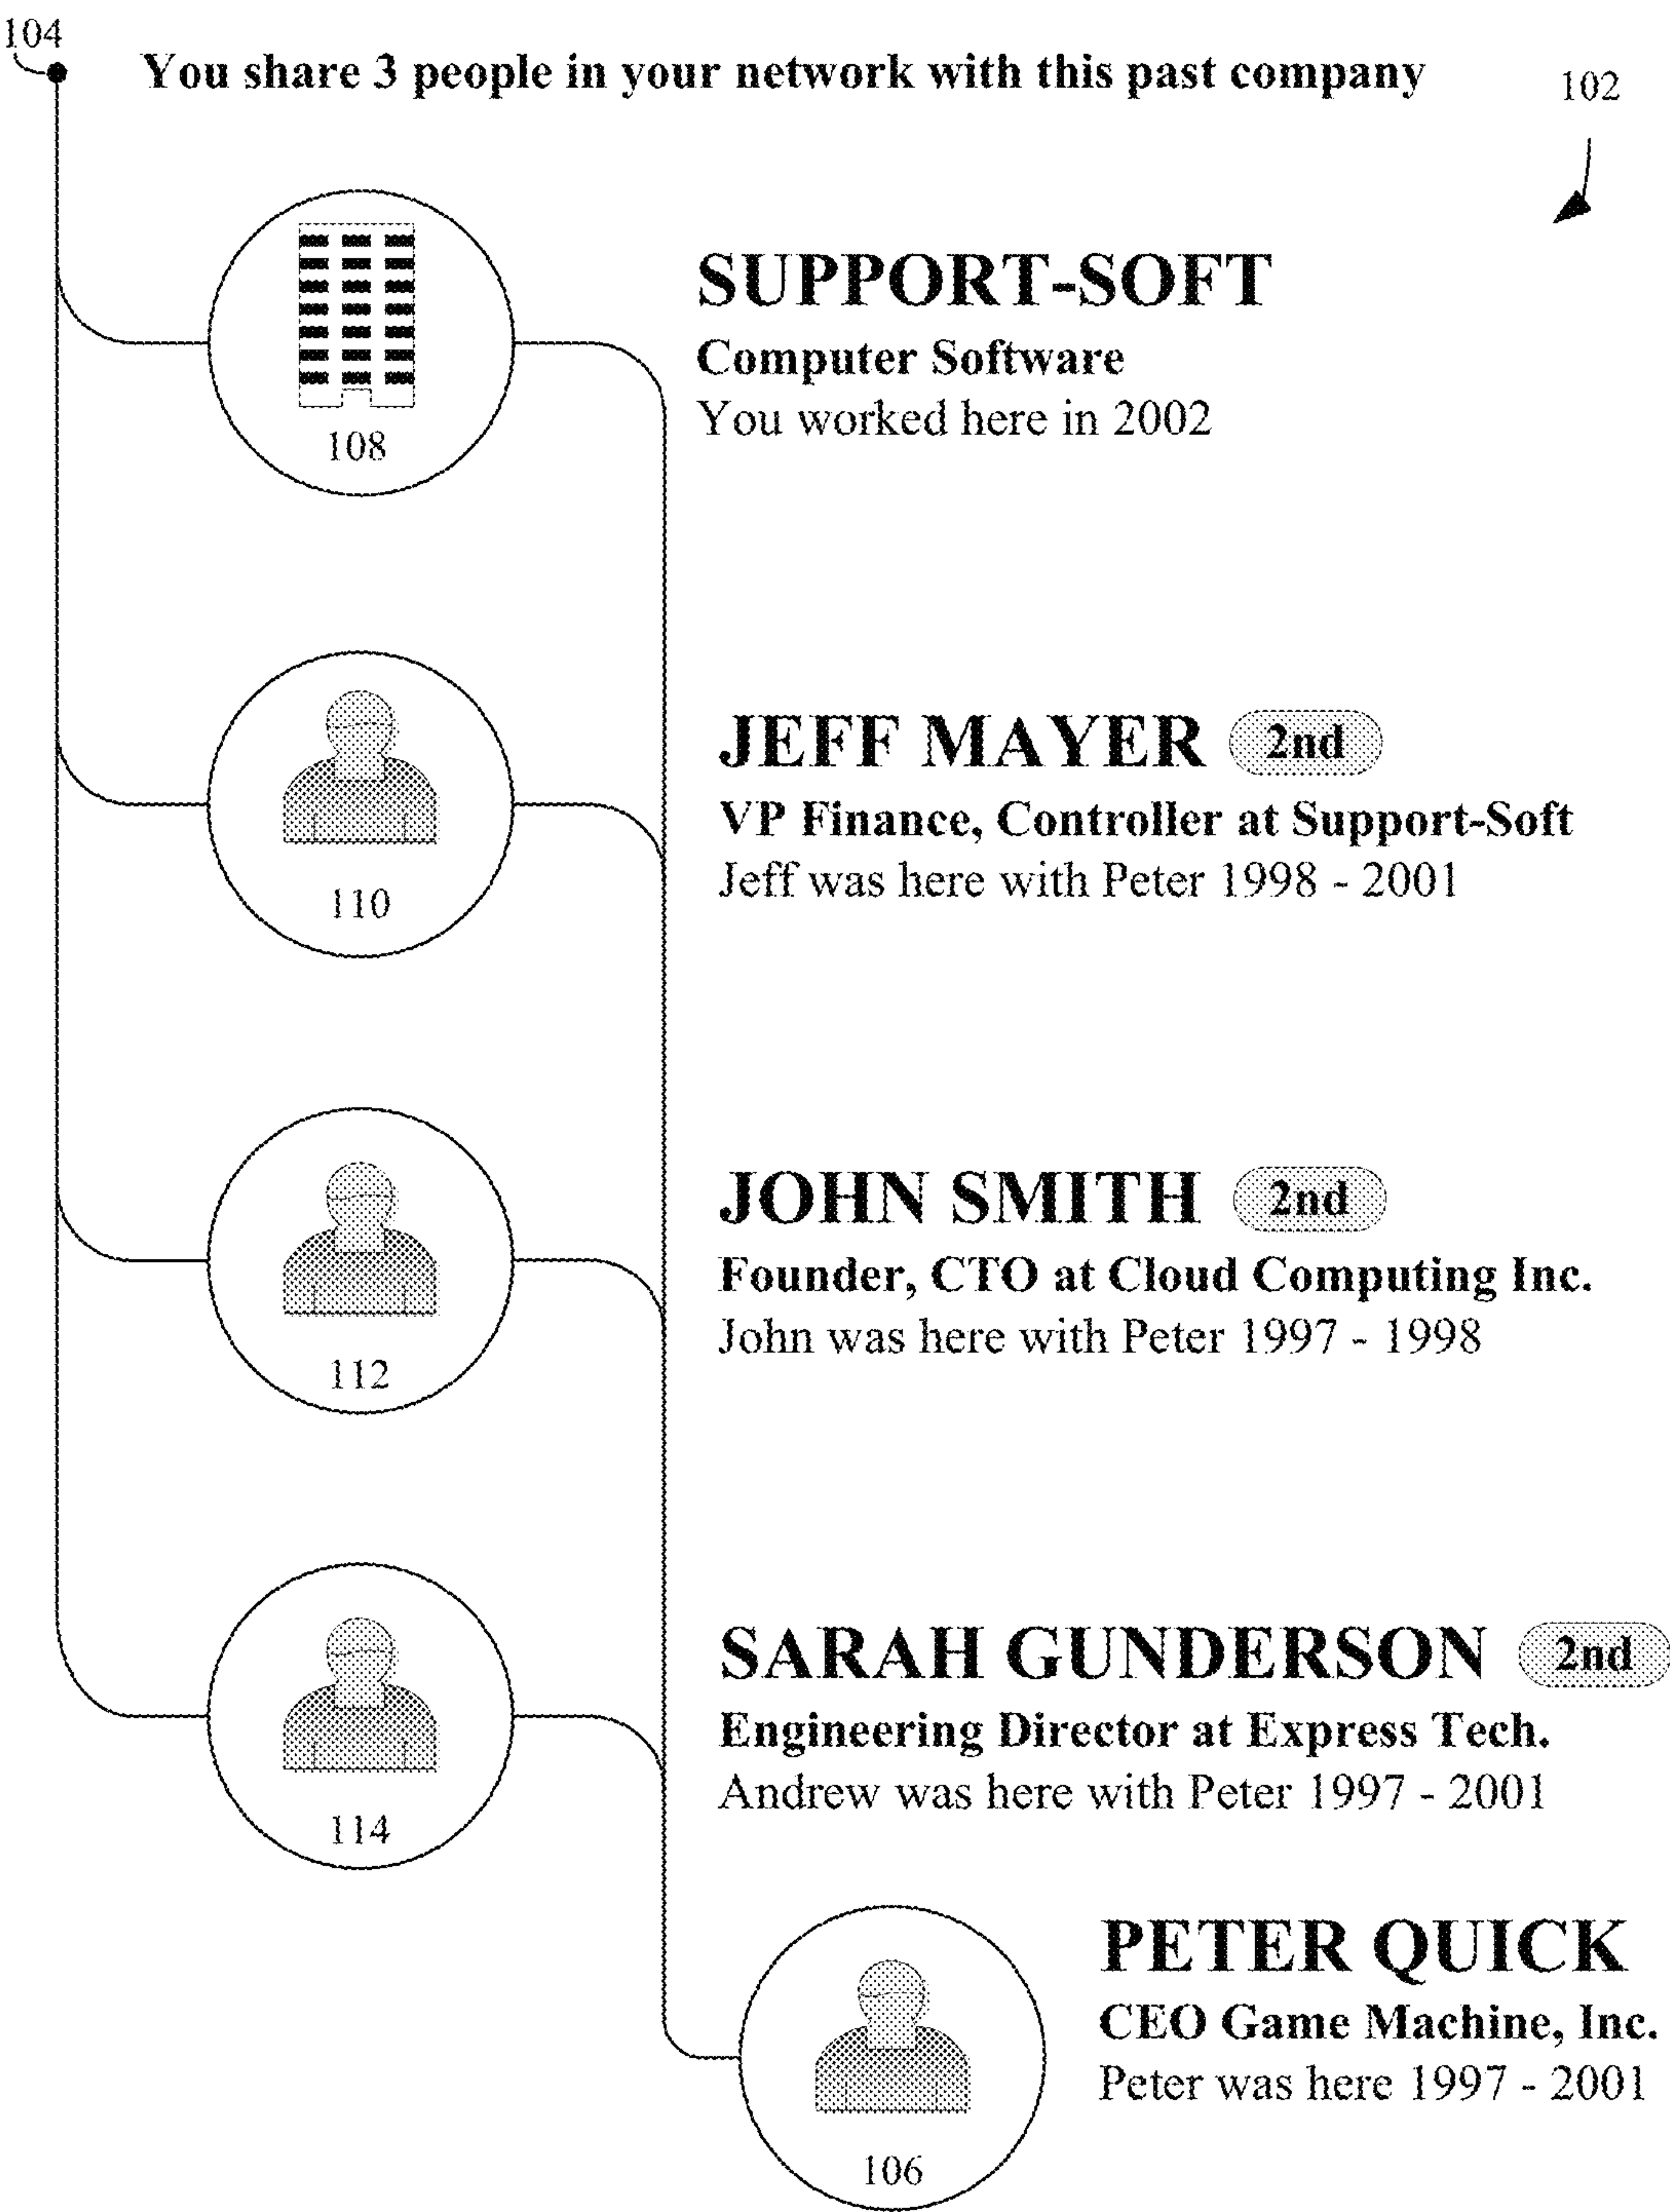 104
You share 3 people in your network with this past company
102
SUPPORT-SOFT
Computer Software
You worked here in 2002
108
JEFF MAYER 2nd
VP Finance, Controller at Support-Soft
Jeff was here with Peter 1998 - 2001
110
JOHN SMITH 2nd
Founder, CTO at Cloud Computing Inc.
John was here with Peter 1997 - 1998
112
SARAH GUNDERSON 2nd
Engineering Director at Express Tech.
Andrew was here with Peter 1997 - 2001
114
PETER QUICK
CEO Game Machine, Inc.
Peter was here 1997 - 2001
106